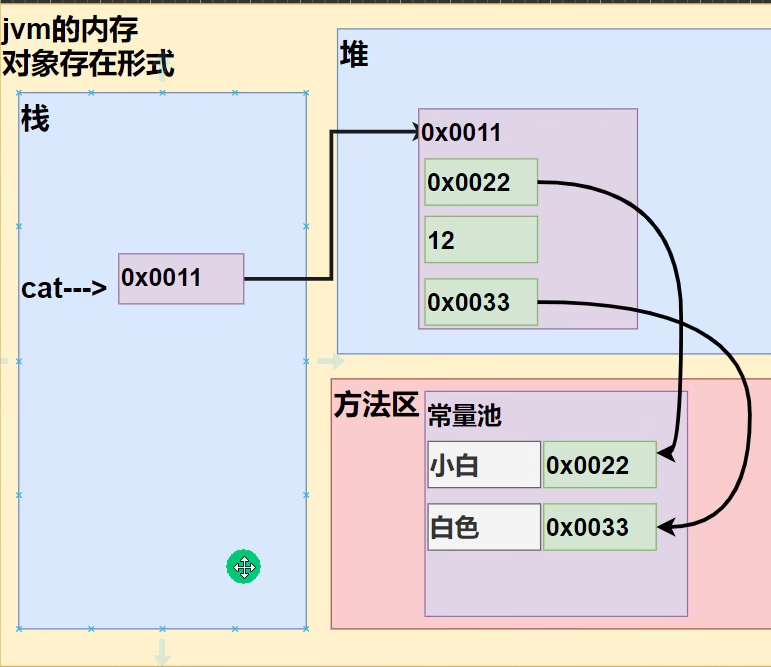 jvm的内存
对象存在形式
栈
cat---> 0x0011
堆
0x0011
0x0022
12
0x0033
方法区
常量池
小白 0x0022
白色 0x0033